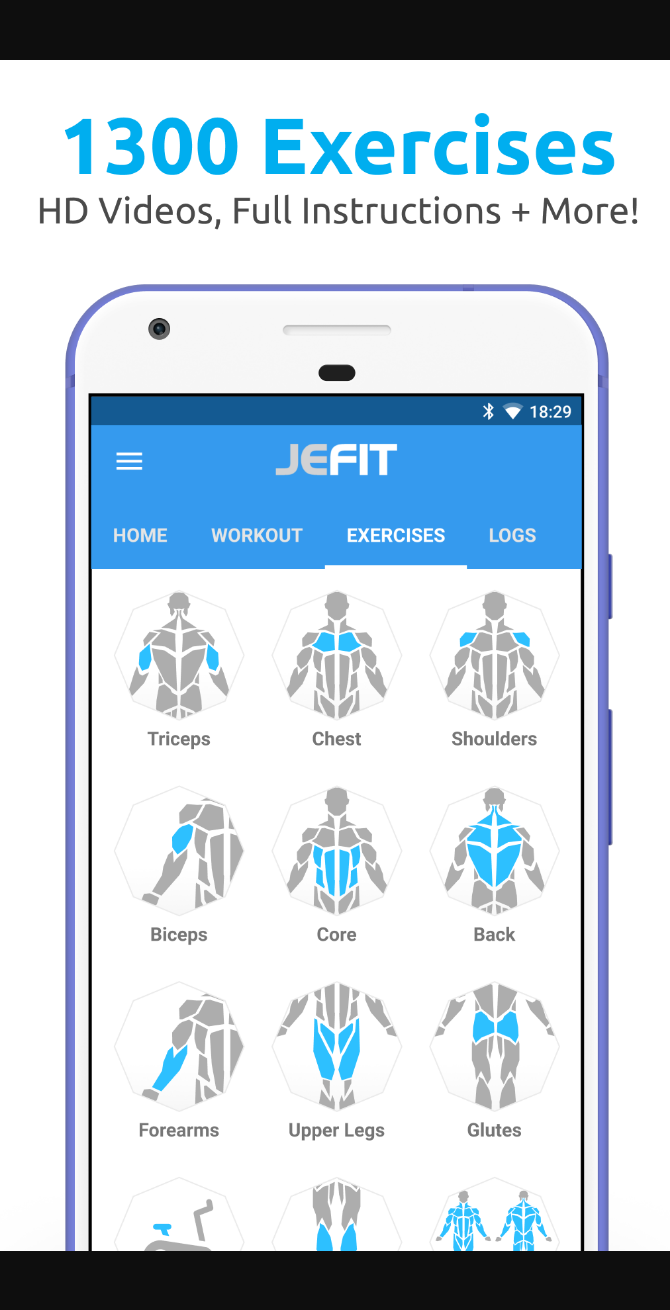 1300 Exercises
HD Videos, Full Instructions + More!
18:29
JEFIT
HOME WORKOUT EXERCISES LOGS
Triceps Chest Shoulders
Biceps Core Back
Forearms Upper Legs Glutes